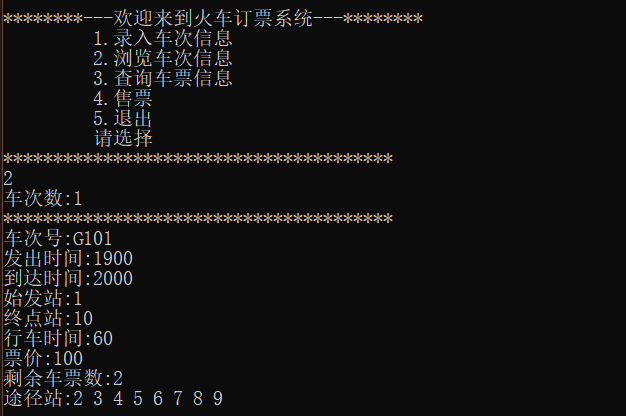 ********---欢迎来到火车订票系统---********
1.录入车次信息
2.浏览车次信息
3.查询车票信息
4.售票
5.退出
请选择
***************************************
2
车次数:1
***************************************
车次号:G101
发出时间:1900
到达时间:2000
始发站:1
终点站:10
行车时间:60
票价:100
剩余车票数:2
途径站:2 3 4 5 6 7 8 9